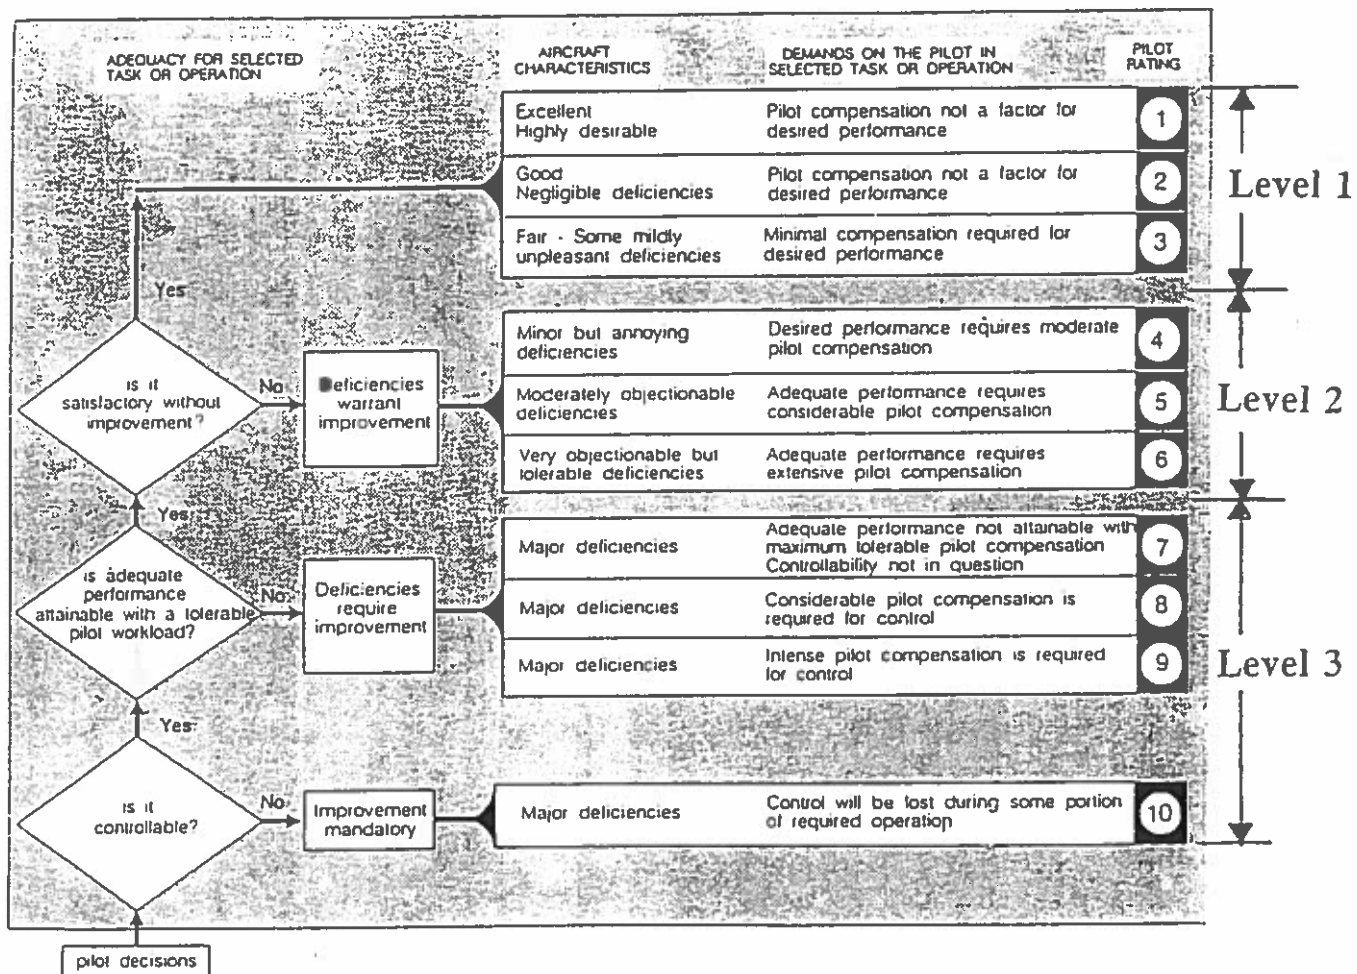 ADEQUACY FOR SELECTED
TASK OR OPERATION
AIRCRAFT
CHARACTERISTICS
DEMANDS ON THE PILOT IN
SELECTED TASK OR OPERATION
PILOT
RATING
Excellent
Highly desirable
Pilot compensation not a factor for
desired performance
1
Good
Negligible deficiencies
Pilot compensation not a factor for
desired performance
2
Fair - Some mildly
unpleasant deficiencies
Minimal compensation required for
desired performance
3
Level 1
Yes
Is it
satisfactory without
improvement?
No
Deficiencies
warrant
improvement
Minor but annoying
deficiencies
Desired performance requires moderate
pilot compensation
4
Moderately objectionable
deficiencies
Adequate performance requires
considerable pilot compensation
5
Very objectionable but
tolerable deficiencies
Adequate performance requires
extensive pilot compensation
6
Level 2
Yes
Is adequate
performance
attainable with a tolerable
pilot workload?
No
Deficiencies
require
improvement
Major deficiencies
Adequate performance not attainable with
maximum tolerable pilot compensation
Controllability not in question
7
Major deficiencies
Considerable pilot compensation is
required for control
8
Major deficiencies
Intense pilot compensation is required
for control
9
Level 3
Yes
Is it
controllable?
No
Improvement
mandatory
Major deficiencies
Control will be lost during some portion
of required operation
10
pilot decisions